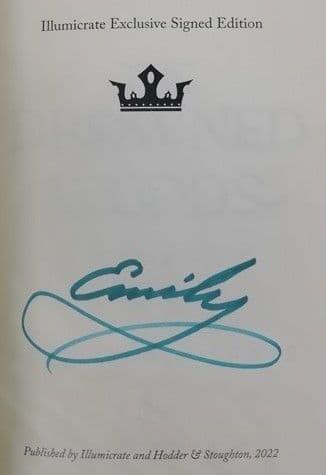 Illumicrate Exclusive Signed Edition
Emily
Published by Illumicrate and Hodder & Stoughton, 2022